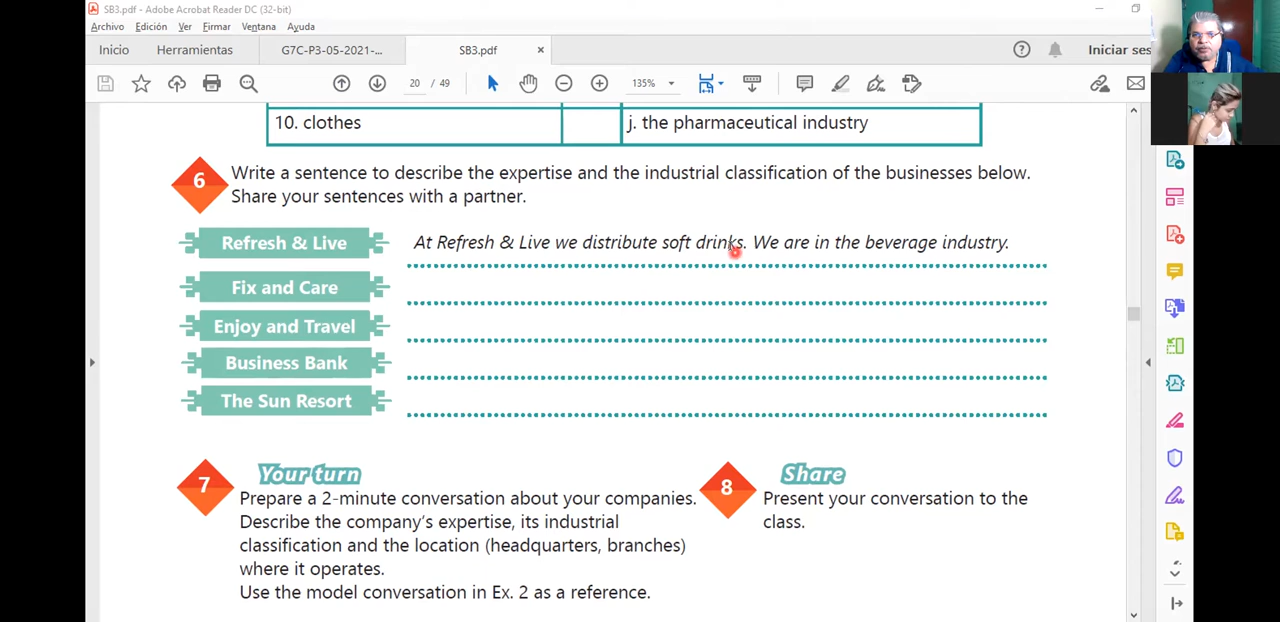 SB3.pdf - Adobe Acrobat Reader DC (32-bit)
Archivo Edición Ver Firmar Ventana Ayuda
Inicio Herramientas G7C-P3-05-2021-... SB3.pdf × Iniciar ses
20 / 49 135%
10. clothes j. the pharmaceutical industry
6 Write a sentence to describe the expertise and the industrial classification of the businesses below.
Share your sentences with a partner.
Refresh & Live At Refresh & Live we distribute soft drinks. We are in the beverage industry.
Fix and Care
Enjoy and Travel
Business Bank
The Sun Resort
7 Your turn
Prepare a 2-minute conversation about your companies.
Describe the company's expertise, its industrial
classification and the location (headquarters, branches)
where it operates.
Use the model conversation in Ex. 2 as a reference.
8 Share
Present your conversation to the
class.